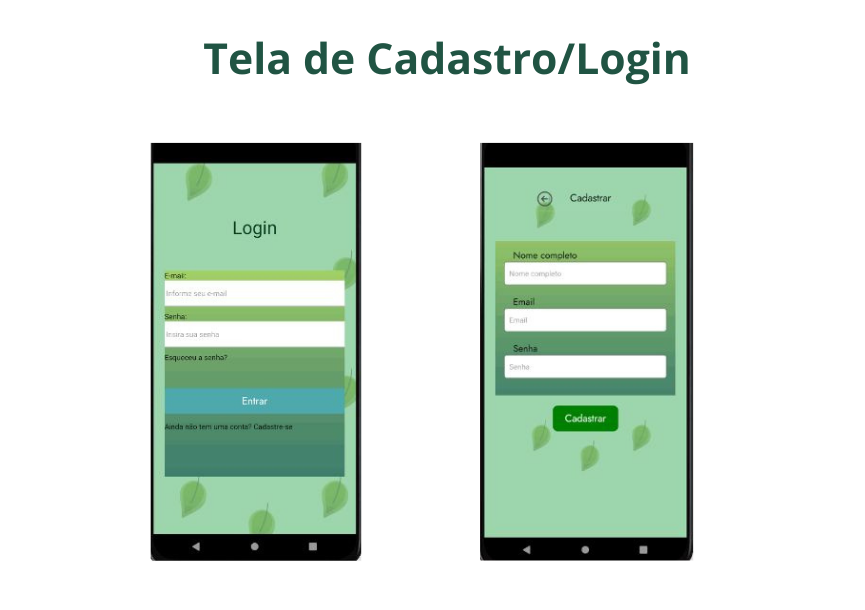 Tela de Cadastro/Login
Login
E-mail:
Informe seu e-mail
Senha:
Insira sua senha
Esqueceu a senha?
Entrar
Ainda não tem uma conta? Cadastre-se
Cadastrar
Nome completo
Nome completo
Email
Email
Senha
Senha
Cadastrar